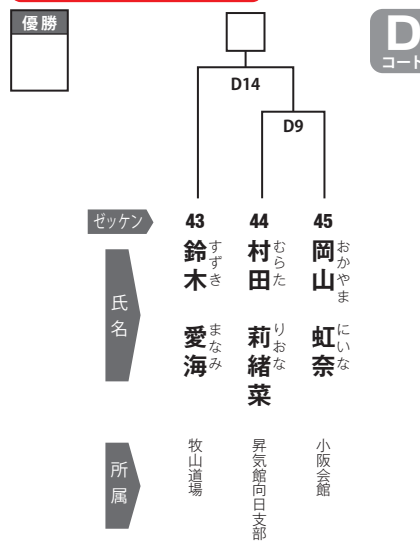 優勝
D
コート
D14
D9
ゼッケン
43
44
45
氏名
鈴木 愛海
すずき まなみ
村田 莉緒菜
むらた りおな
岡山 虹奈
おかやま にいな
所属
牧山道場
昇気館向日支部
小阪会館